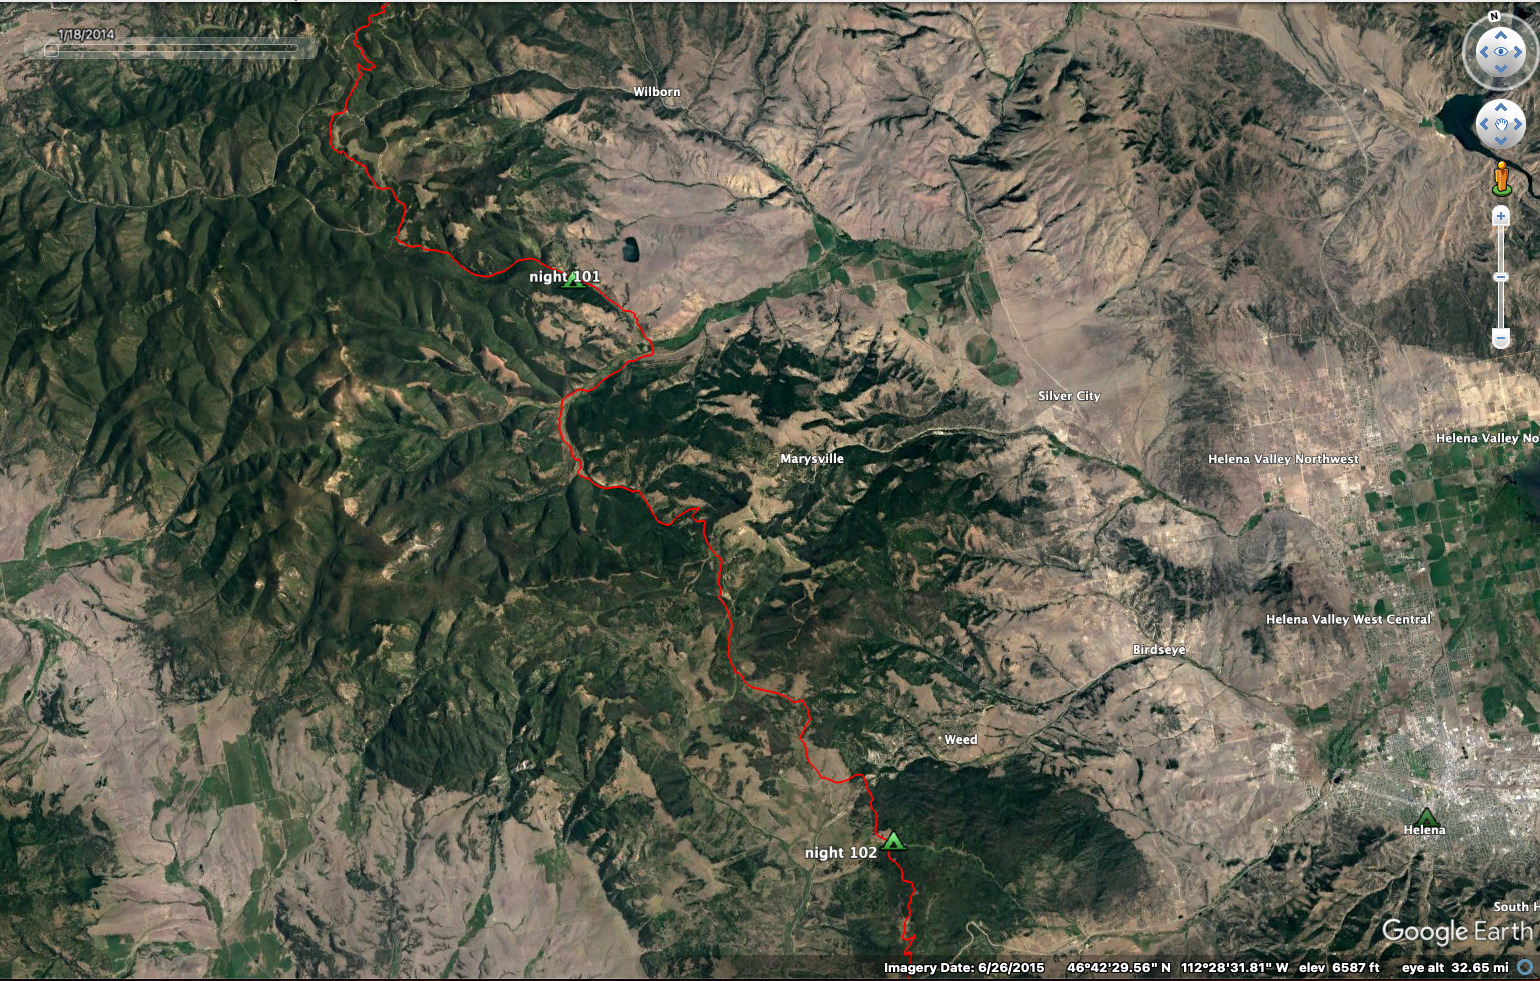 1/18/2014
N
Wilborn
night 101
Silver City
Helena Valley No
Marysville
Helena Valley Northwest
Helena Valley West Central
Birdseye
Weed
Helena
night 102
South H
Google Earth
Imagery Date: 6/26/2015 46°42'29.56" N 112°28'31.81" W elev 6587 ft eye alt 32.65 mi